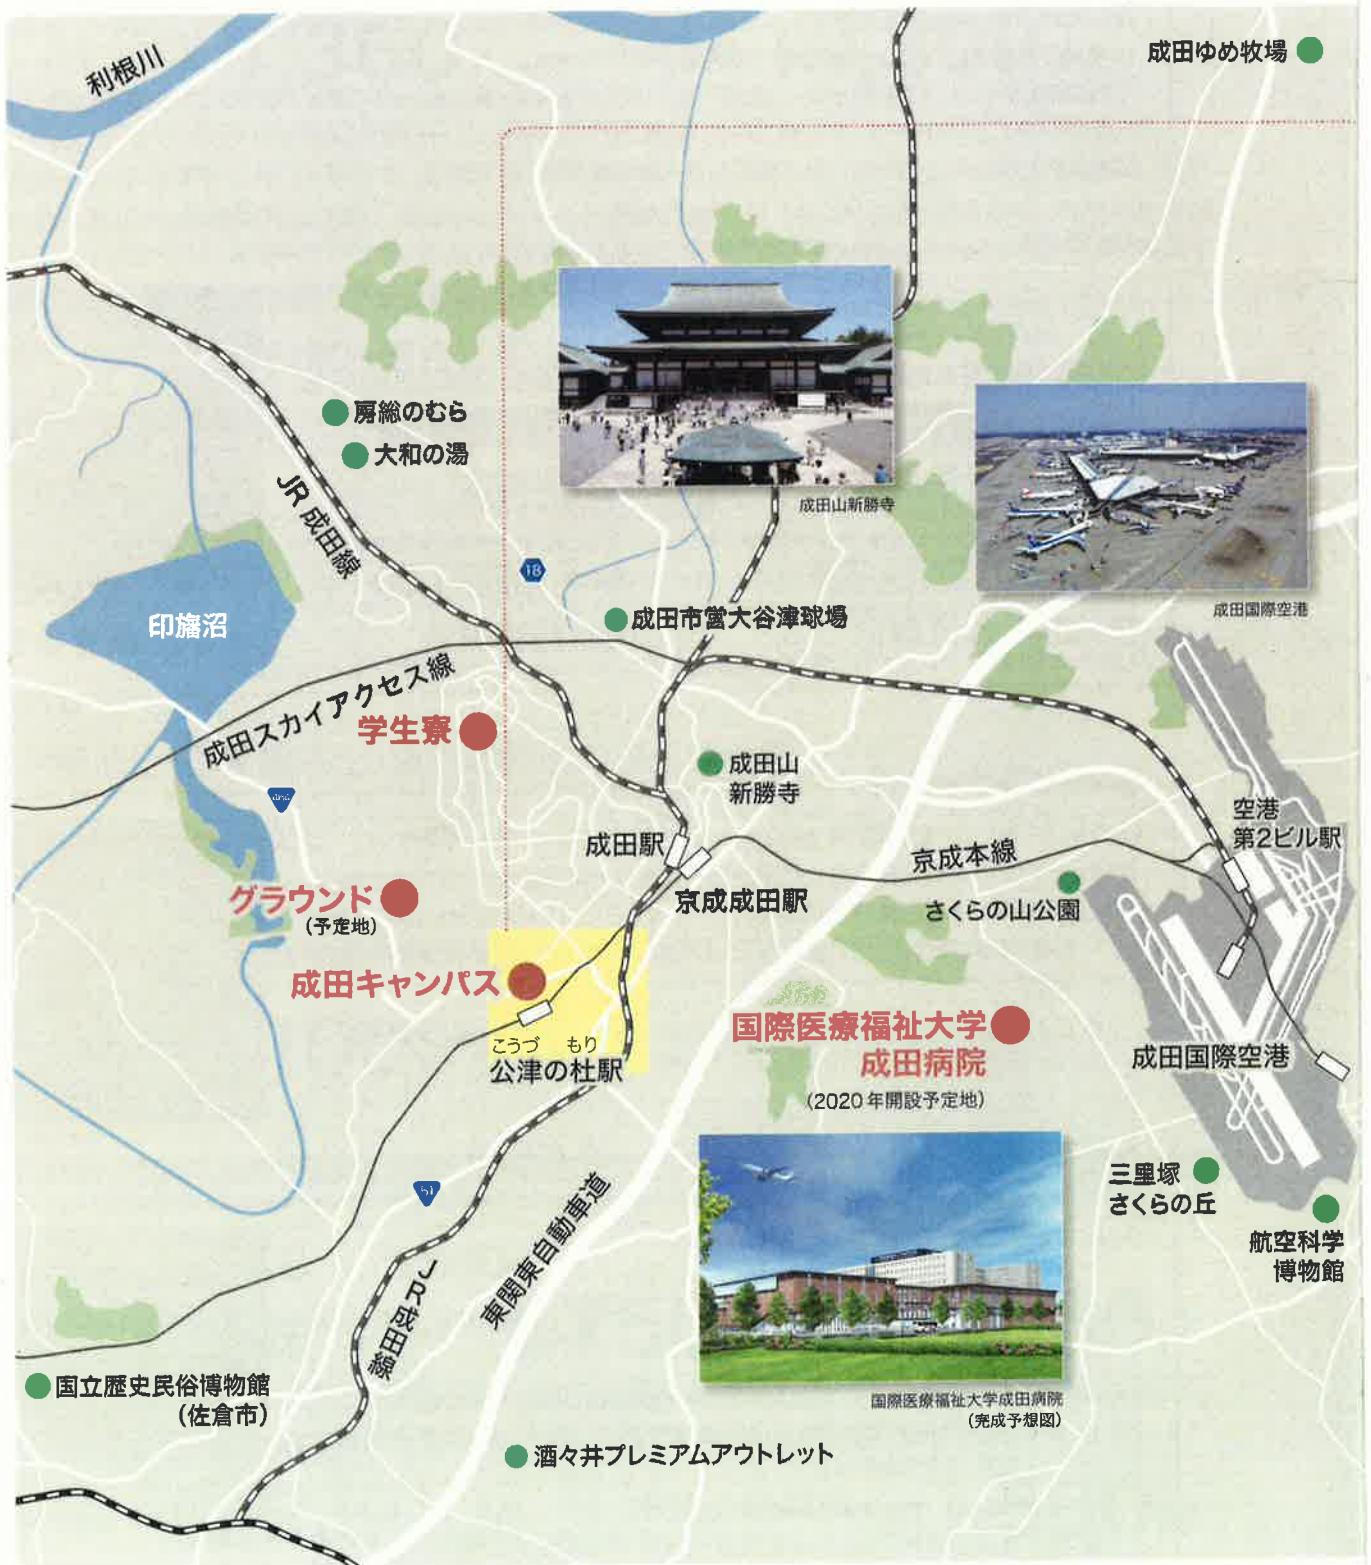 成田ゆめ牧場
利根川
房総のむら
大和の湯
成田山新勝寺
JR成田線
18
成田国際空港
印旛沼
成田市営大谷津球場
成田スカイアクセス線
学生寮
成田山
新勝寺
空港
第2ビル駅
成田駅
京成本線
グラウンド
(予定地)
京成成田駅
さくらの山公園
成田キャンパス
国際医療福祉大学
成田病院
(2020年開設予定地)
こうづ もり
公津の杜駅
成田国際空港
51
東関東自動車道
三里塚
さくらの丘
航空科学
博物館
JR成田線
国立歴史民俗博物館
(佐倉市)
国際医療福祉大学成田病院
(完成予想図)
酒々井プレミアムアウトレット